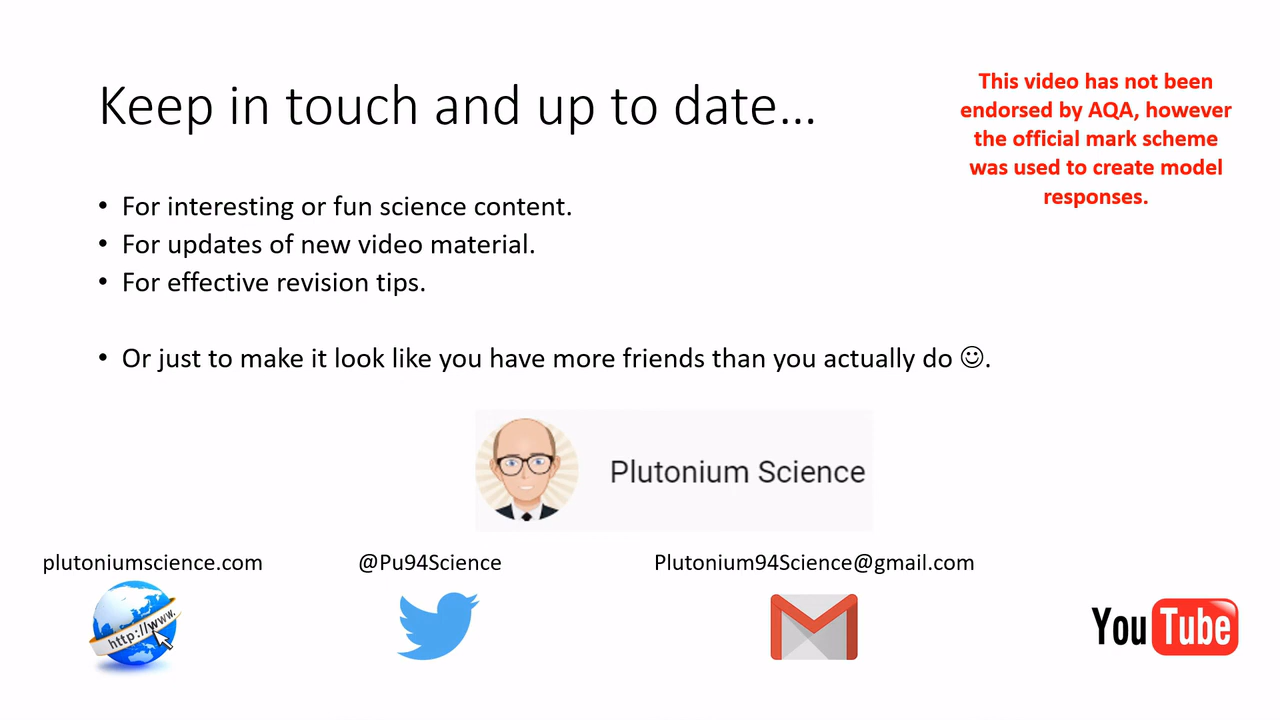 Keep in touch and up to date...
This video has not been
endorsed by AQA, however
the official mark scheme
was used to create model
responses.
• For interesting or fun science content.
• For updates of new video material.
• For effective revision tips.
• Or just to make it look like you have more friends than you actually do ☺.
Plutonium Science
plutoniumscience.com
@Pu94Science
Plutonium94Science@gmail.com
http://www.
YouTube